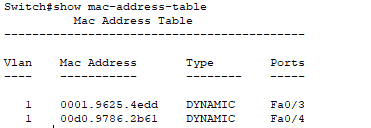 Switch#show mac-address-table
Mac Address Table
-------------------------------------------
Vlan Mac Address Type Ports
---- ----------- -------- -----
1 0001.9625.4edd DYNAMIC Fa0/3
1 00d0.9786.2b61 DYNAMIC Fa0/4